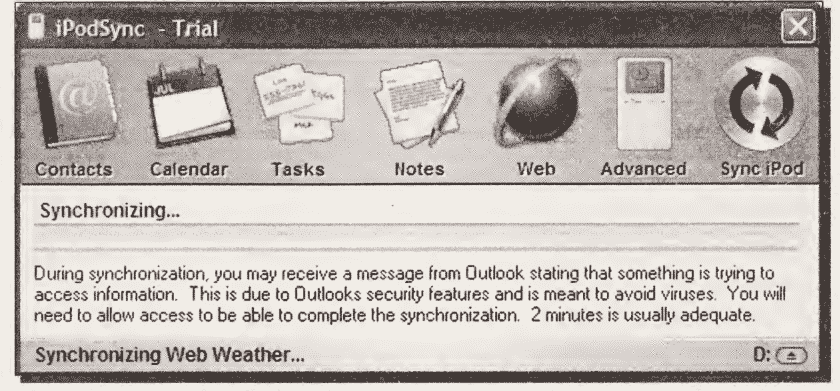 iPodSync - Trial
Contacts Calendar Tasks Notes Web Advanced Sync iPod
Synchronizing...
During synchronization, you may receive a message from Outlook stating that something is trying to
access information. This is due to Outlooks security features and is meant to avoid viruses. You will
need to allow access to be able to complete the synchronization. 2 minutes is usually adequate.
Synchronizing Web Weather... D: